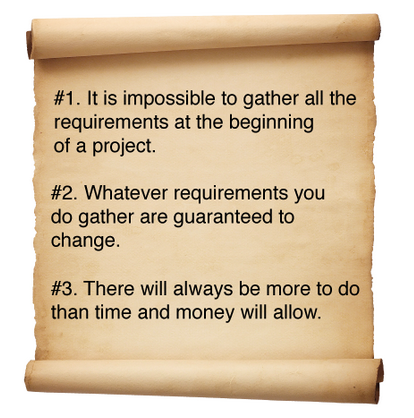 #1. It is impossible to gather all the
requirements at the beginning
of a project.
#2. Whatever requirements you
do gather are guaranteed to
change.
#3. There will always be more to do
than time and money will allow.